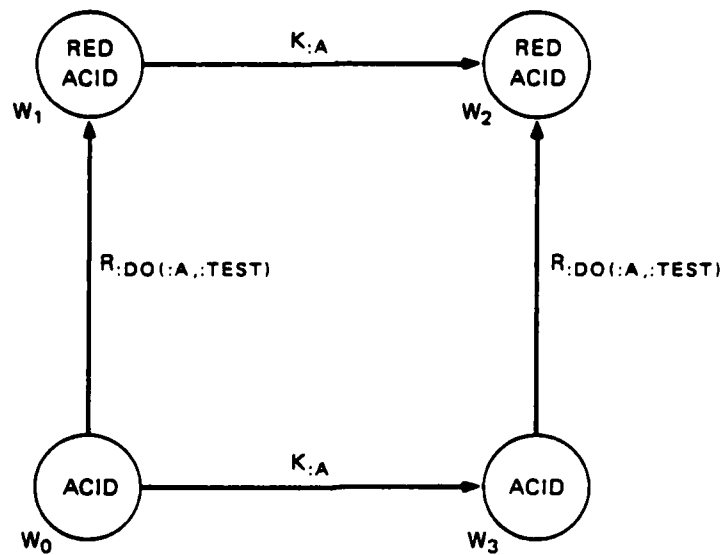 RED
ACID
K:A
RED
ACID
W1
W2
R:DO(:A,:TEST)
R:DO(:A,:TEST)
K:A
ACID
ACID
W0
W3